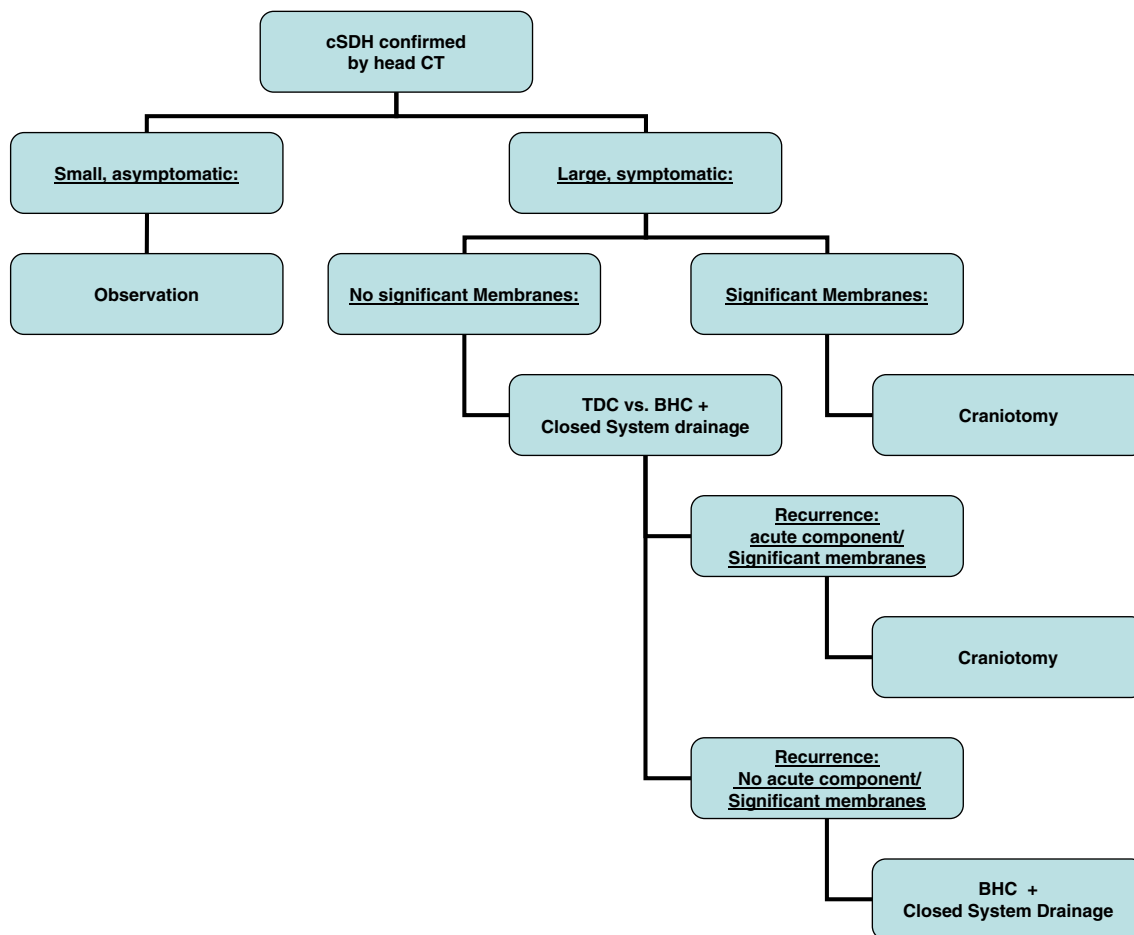 cSDH confirmed
by head CT
Small, asymptomatic:
Large, symptomatic:
Observation
No significant Membranes:
Significant Membranes:
TDC vs. BHC +
Closed System drainage
Craniotomy
Recurrence:
acute component/
Significant membranes
Craniotomy
Recurrence:
No acute component/
Significant membranes
BHC +
Closed System Drainage